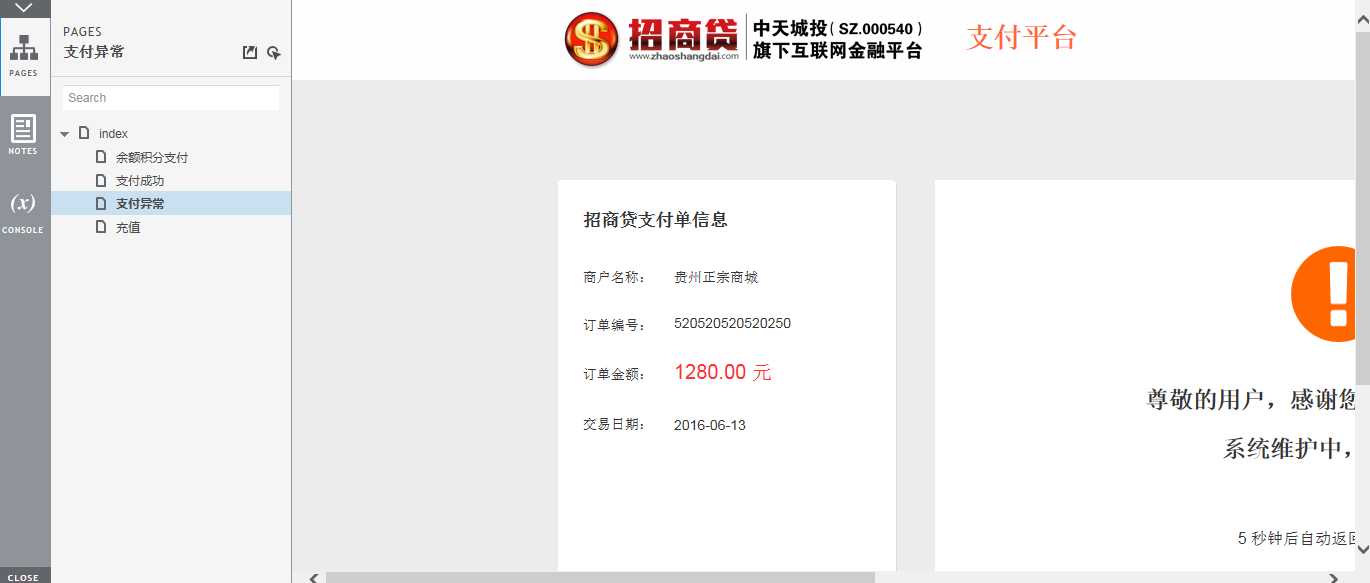 PAGES
支付异常
PAGES
Search
index
余额积分支付
支付成功
支付异常
充值
NOTES
(x)
CONSOLE
CLOSE
招商贷
www.zhaoshangdai.com
中天城投( SZ.000540 )
旗下互联网金融平台
支付平台
招商贷支付单信息
商户名称： 贵州正宗商城
订单编号： 520520520520250
订单金额： 1280.00 元
交易日期： 2016-06-13
尊敬的用户，感谢您
系统维护中，
5 秒钟后自动返回